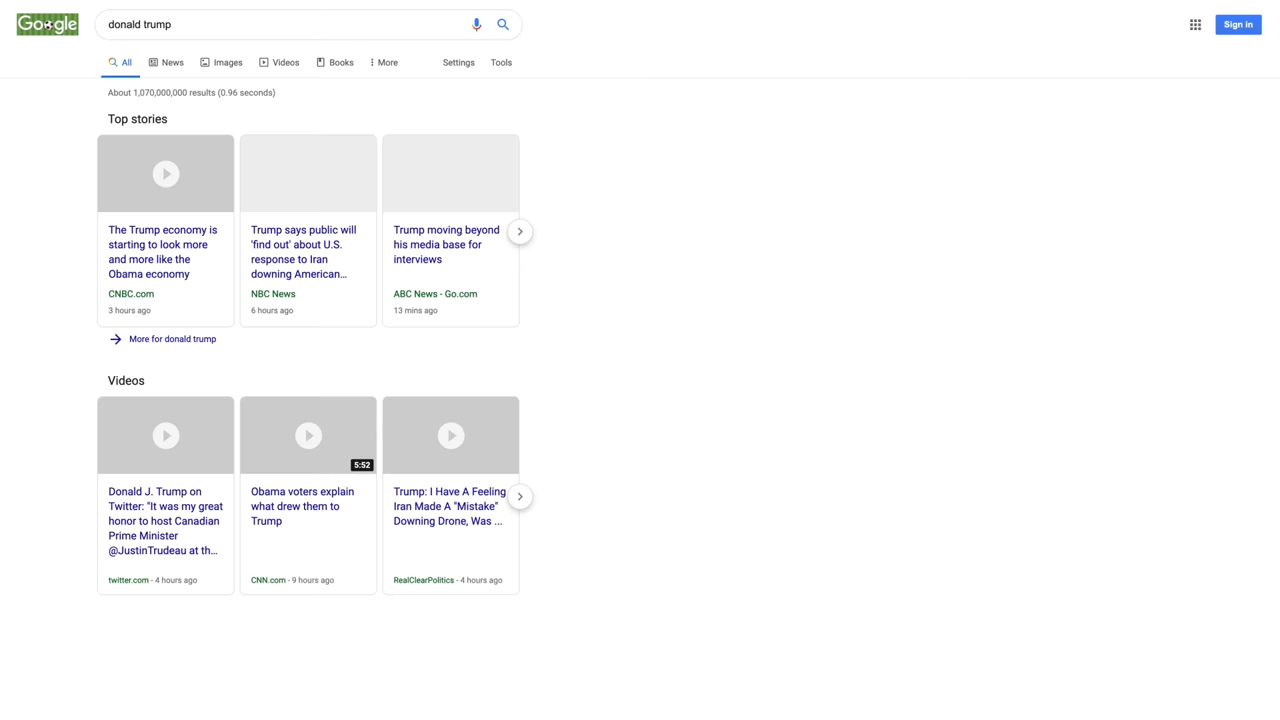 Google
donald trump
Sign in
All
News
Images
Videos
Books
More
Settings
Tools
About 1,070,000,000 results (0.96 seconds)
Top stories
The Trump economy is
starting to look more
and more like the
Obama economy
CNBC.com
3 hours ago
Trump says public will
'find out' about U.S.
response to Iran
downing American...
NBC News
6 hours ago
Trump moving beyond
his media base for
interviews
ABC News - Go.com
13 mins ago
More for donald trump
Videos
Donald J. Trump on
Twitter: "It was my great
honor to host Canadian
Prime Minister
@JustinTrudeau at th...
twitter.com - 4 hours ago
5:52
Obama voters explain
what drew them to
Trump
CNN.com - 9 hours ago
Trump: I Have A Feeling
Iran Made A "Mistake"
Downing Drone, Was ...
RealClearPolitics - 4 hours ago